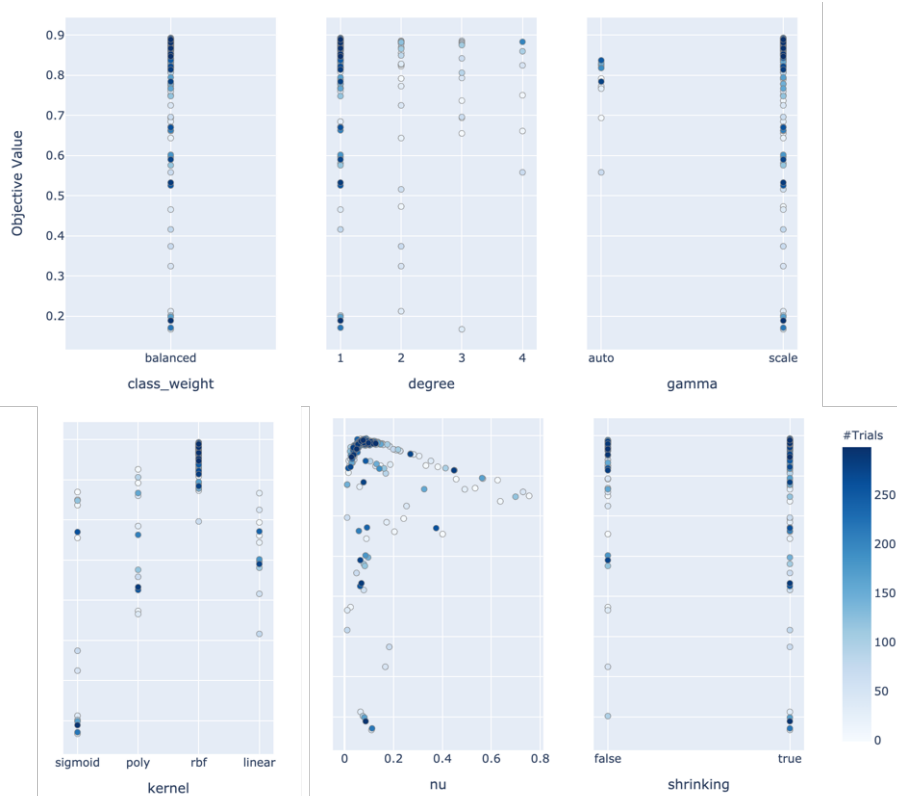 0.9
0.8
0.7
0.6
0.5
0.4
0.3
0.2
Objective Value
balanced
1 2 3 4
auto scale
class_weight
degree
gamma
#Trials
250
200
150
100
50
0
sigmoid poly rbf linear
0 0.2 0.4 0.6 0.8
false true
kernel
nu
shrinking